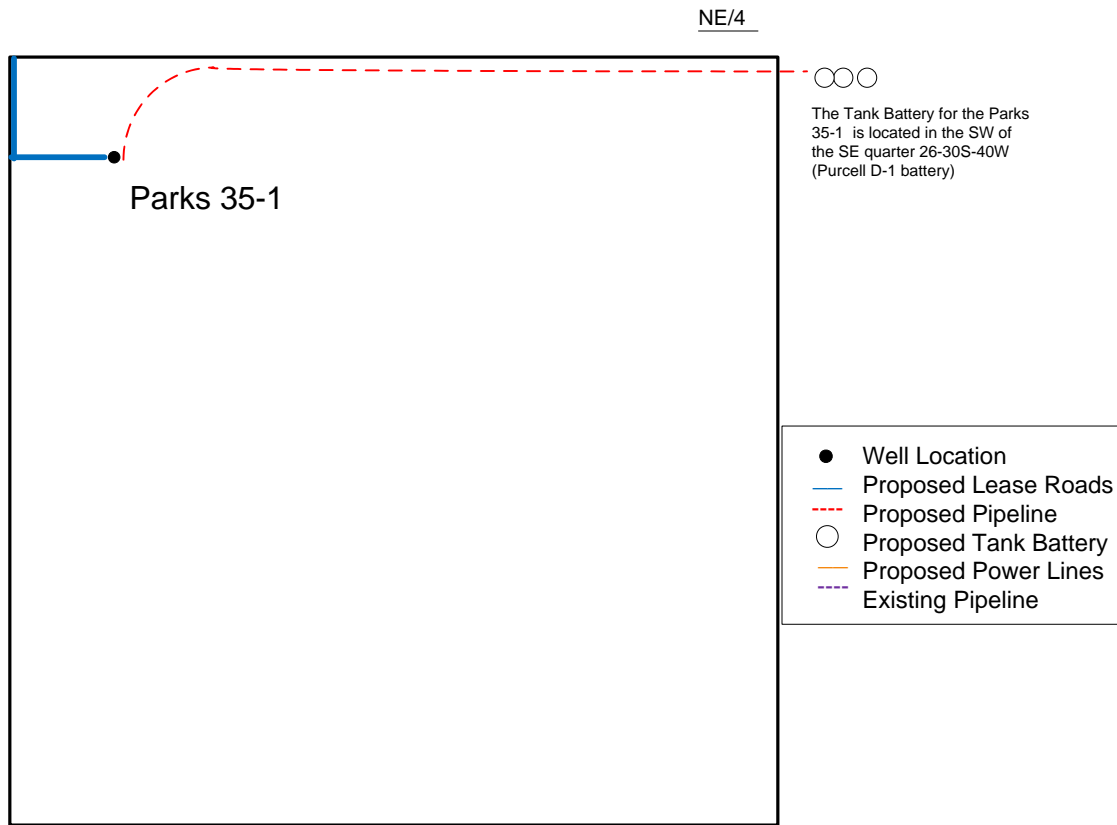 NE/4
The Tank Battery for the Parks
35-1 is located in the SW of
the SE quarter 26-30S-40W
(Purcell D-1 battery)
Parks 35-1
Well Location
Proposed Lease Roads
Proposed Pipeline
Proposed Tank Battery
Proposed Power Lines
Existing Pipeline